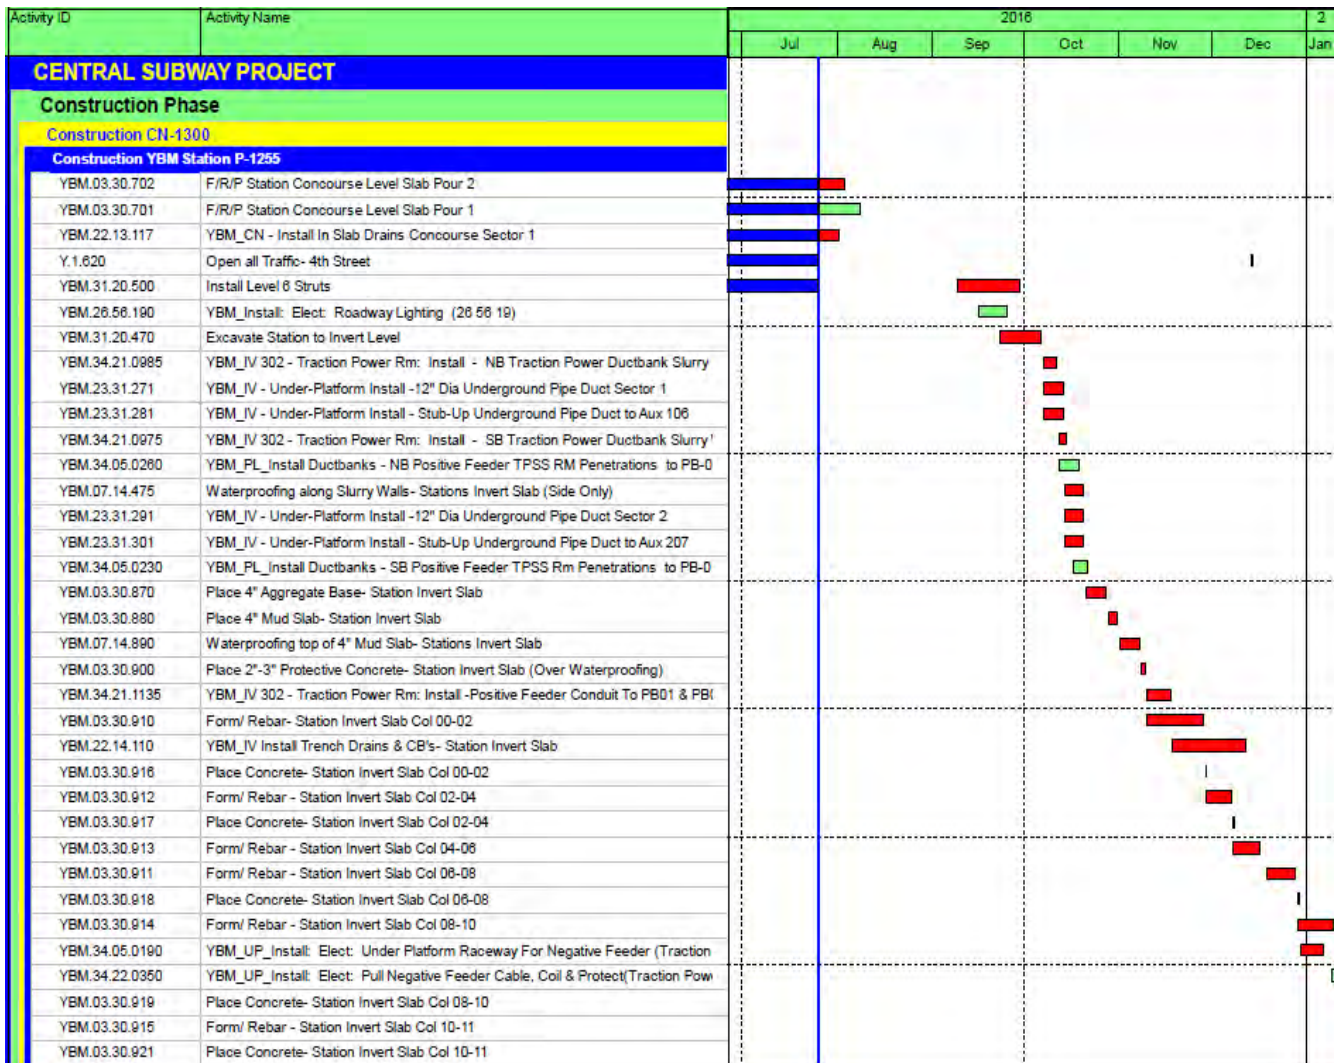 Activity ID Activity Name 2016 2
Jul Aug Sep Oct Nov Dec Jan
CENTRAL SUBWAY PROJECT
Construction Phase
Construction CN-1300
Construction YBM Station P-1255
YBM.03.30.702 F/R/P Station Concourse Level Slab Pour 2
YBM.03.30.701 F/R/P Station Concourse Level Slab Pour 1
YBM.22.13.117 YBM_CN - Install In Slab Drains Concourse Sector 1
Y.1.620 Open all Traffic- 4th Street
YBM.31.20.500 Install Level 6 Struts
YBM.26.56.190 YBM_Install: Elect: Roadway Lighting (26 56 19)
YBM.31.20.470 Excavate Station to Invert Level
YBM.34.21.0985 YBM_IV 302 - Traction Power Rm: Install - NB Traction Power Ductbank Slurry
YBM.23.31.271 YBM_IV - Under-Platform Install -12" Dia Underground Pipe Duct Sector 1
YBM.23.31.281 YBM_IV - Under-Platform Install - Stub-Up Underground Pipe Duct to Aux 106
YBM.34.21.0975 YBM_IV 302 - Traction Power Rm: Install - SB Traction Power Ductbank Slurry
YBM.34.05.0260 YBM_PL_Install Ductbanks - NB Positive Feeder TPSS RM Penetrations to PB-0
YBM.07.14.475 Waterproofing along Slurry Walls- Stations Invert Slab (Side Only)
YBM.23.31.291 YBM_IV - Under-Platform Install -12" Dia Underground Pipe Duct Sector 2
YBM.23.31.301 YBM_IV - Under-Platform Install - Stub-Up Underground Pipe Duct to Aux 207
YBM.34.05.0230 YBM_PL_Install Ductbanks - SB Positive Feeder TPSS Rm Penetrations to PB-0
YBM.03.30.870 Place 4" Aggregate Base- Station Invert Slab
YBM.03.30.880 Place 4" Mud Slab- Station Invert Slab
YBM.07.14.890 Waterproofing top of 4" Mud Slab- Stations Invert Slab
YBM.03.30.900 Place 2"-3" Protective Concrete- Station Invert Slab (Over Waterproofing)
YBM.34.21.1135 YBM_IV 302 - Traction Power Rm: Install -Positive Feeder Conduit To PB01 & PB(
YBM.03.30.910 Form/ Rebar- Station Invert Slab Col 00-02
YBM.22.14.110 YBM_IV Install Trench Drains & CB's- Station Invert Slab
YBM.03.30.916 Place Concrete- Station Invert Slab Col 00-02
YBM.03.30.912 Form/ Rebar - Station Invert Slab Col 02-04
YBM.03.30.917 Place Concrete- Station Invert Slab Col 02-04
YBM.03.30.913 Form/ Rebar - Station Invert Slab Col 04-06
YBM.03.30.911 Form/ Rebar - Station Invert Slab Col 06-08
YBM.03.30.918 Place Concrete- Station Invert Slab Col 06-08
YBM.03.30.914 Form/ Rebar - Station Invert Slab Col 08-10
YBM.34.05.0190 YBM_UP_Install: Elect: Under Platform Raceway For Negative Feeder (Traction
YBM.34.22.0350 YBM_UP_Install: Elect: Pull Negative Feeder Cable, Coil & Protect(Traction Pow
YBM.03.30.919 Place Concrete- Station Invert Slab Col 08-10
YBM.03.30.915 Form/ Rebar - Station Invert Slab Col 10-11
YBM.03.30.921 Place Concrete- Station Invert Slab Col 10-11